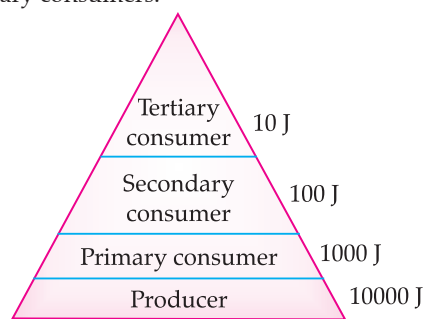 ary consumers.
Tertiary
consumer
10 J
Secondary
consumer
100 J
Primary consumer
1000 J
Producer
10000 J